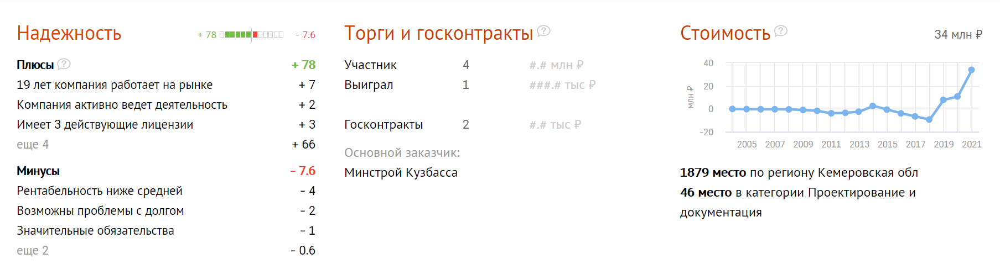 Надежность + 78 − 7.6
Плюсы + 78
19 лет компания работает на рынке + 7
Компания активно ведет деятельность + 2
Имеет 3 действующие лицензии + 3
еще 4 + 66
Минусы − 7.6
Рентабельность ниже средней − 4
Возможны проблемы с долгом − 2
Значительные обязательства − 1
еще 2 − 0.6
Торги и госконтракты ?
Участник 4 #.# млн ₽
Выиграл 1 ###.# тыс ₽
Госконтракты 2 #.# тыс ₽
Основной заказчик:
Минстрой Кузбасса
Стоимость ? 34 млн ₽
млн ₽
40
20
0
−20
2005 2007 2009 2011 2013 2015 2017 2019 2021
1879 место по региону Кемеровская обл
46 место в категории Проектирование и
документация